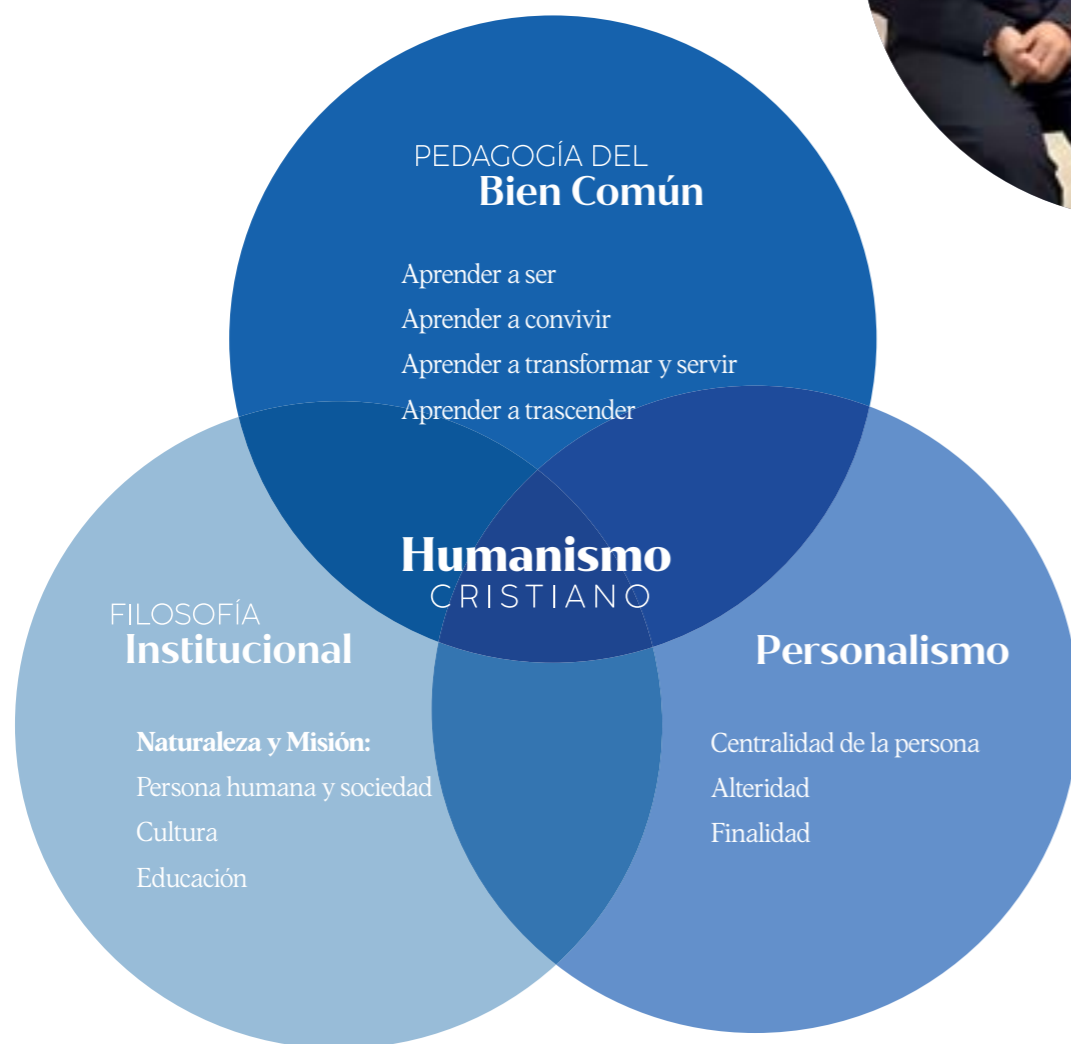 PEDAGOGÍA DEL
Bien Común
Aprender a ser
Aprender a convivir
Aprender a transformar y servir
Aprender a trascender
Humanismo
CRISTIANO
FILOSOFÍA
Institucional
Naturaleza y Misión:
Persona humana y sociedad
Cultura
Educación
Personalismo
Centralidad de la persona
Alteridad
Finalidad